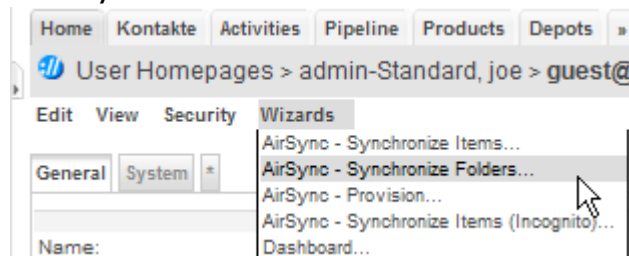 Home Kontakte Activities Pipeline Products Depots »
User Homepages > admin-Standard, joe > guest@
Edit View Security Wizards
AirSync - Synchronize Items...
General System * AirSync - Synchronize Folders...
AirSync - Provision...
AirSync - Synchronize Items (Incognito)...
Name: Dashboard...